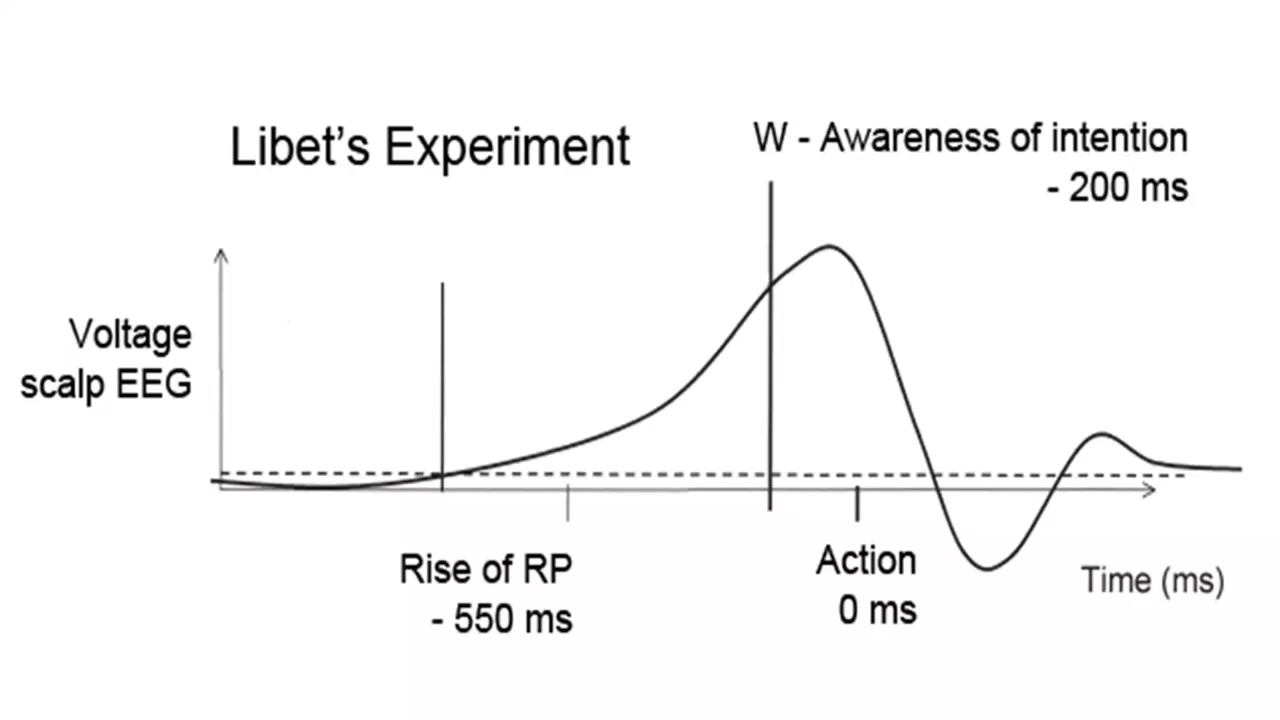 Libet’s Experiment
W - Awareness of intention
- 200 ms
Voltage
scalp EEG
Rise of RP
- 550 ms
Action
0 ms
Time (ms)